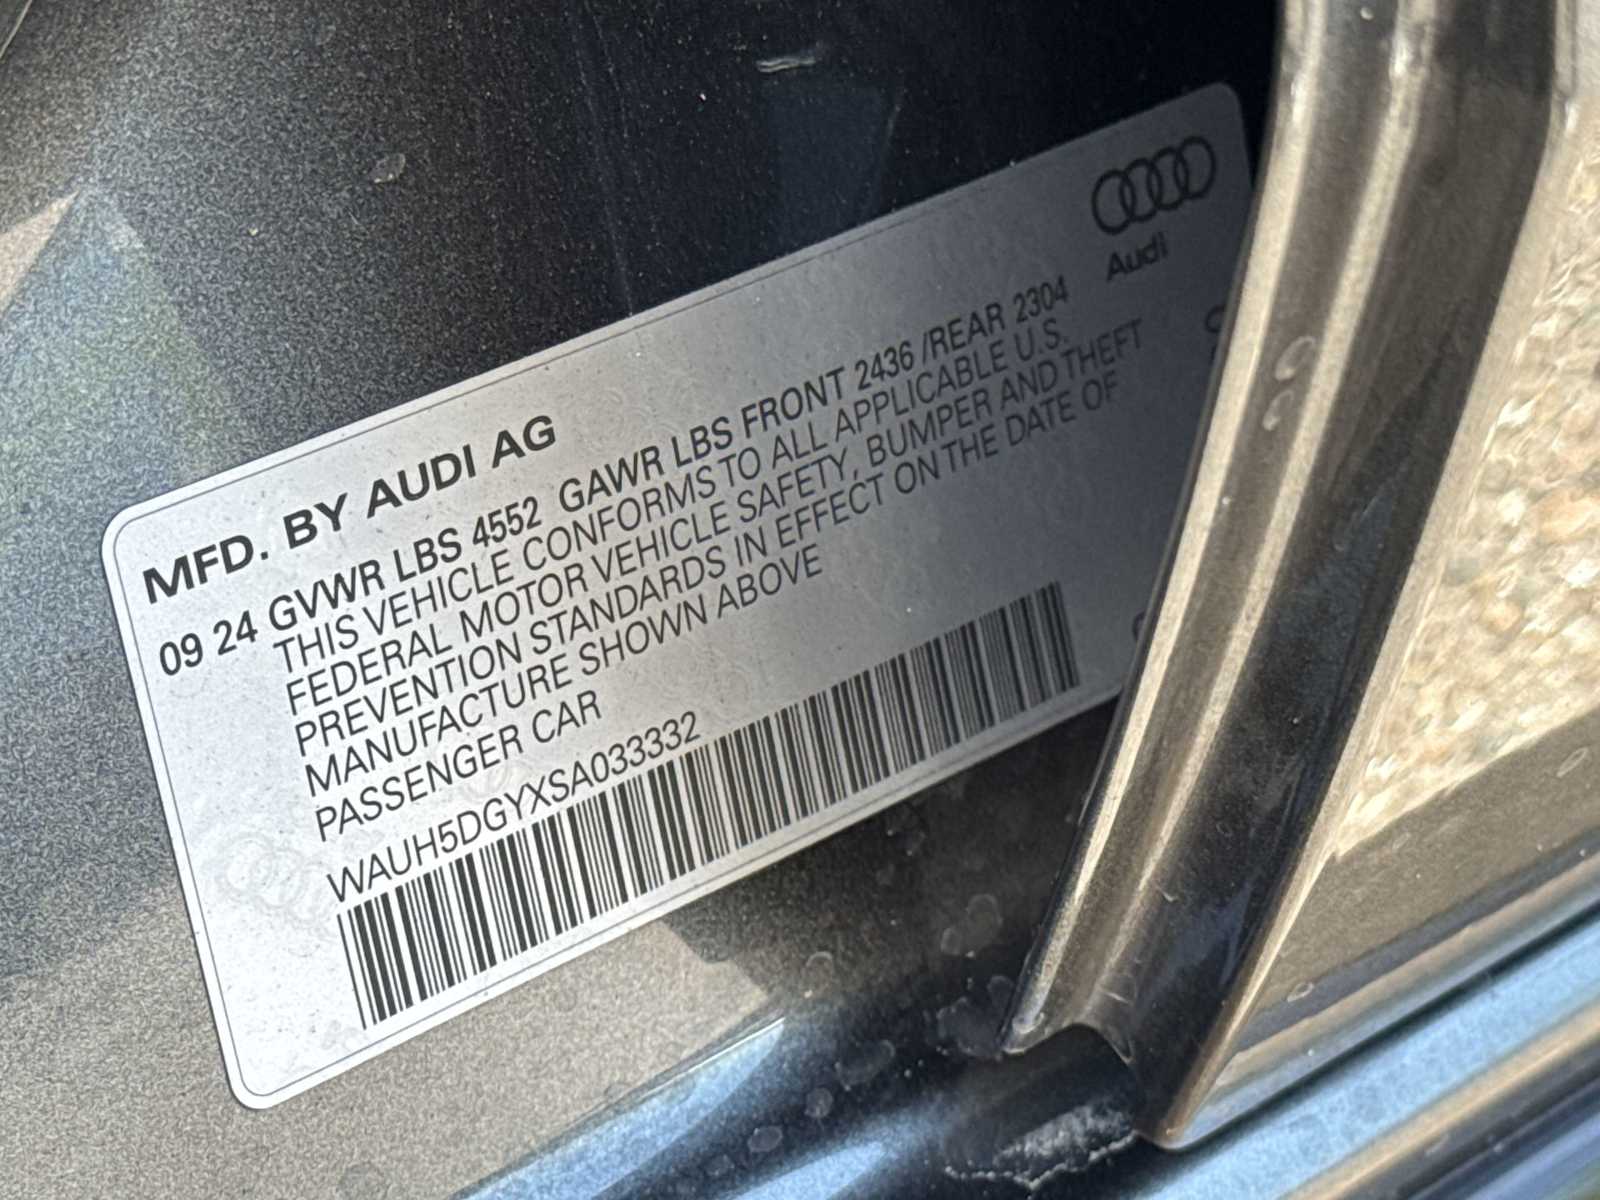 Audi
MFD. BY AUDI AG
09 24 GVWR LBS 4552 GAWR LBS FRONT 2436 /REAR 2304
THIS VEHICLE CONFORMS TO ALL APPLICABLE U.S.
FEDERAL MOTOR VEHICLE SAFETY, BUMPER AND THEFT
PREVENTION STANDARDS IN EFFECT ON THE DATE OF
MANUFACTURE SHOWN ABOVE
PASSENGER CAR
WAUH5DGYXSA033332